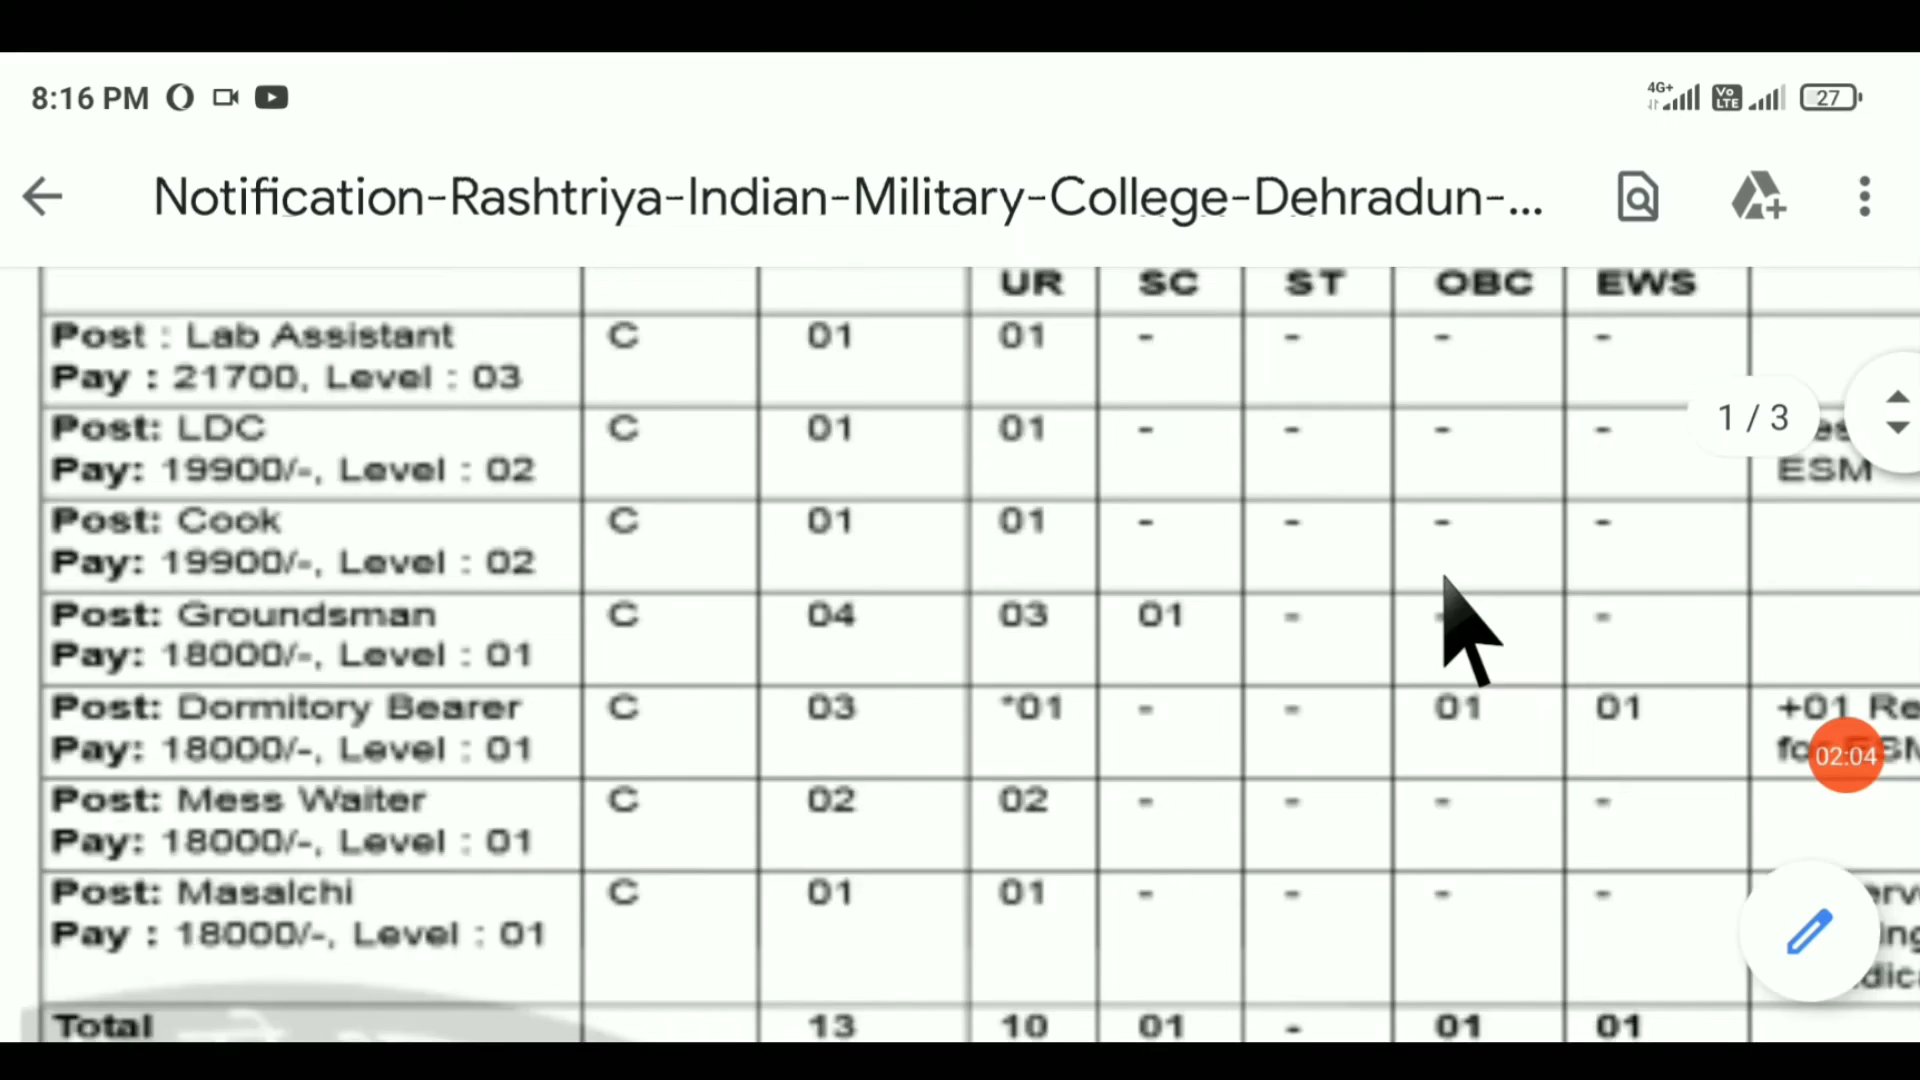 8:16 PM 4G+ Vo LTE 27
Notification-Rashtriya-Indian-Military-College-Dehradun-...
UR SC ST OBC EWS
Post : Lab Assistant C 01 01 - - - -
Pay : 21700, Level : 03
1 / 3
Post: LDC C 01 01 - - - -
Pay: 19900/-, Level : 02 ESM
Post: Cook C 01 01 - - - -
Pay: 19900/-, Level : 02
Post: Groundsman C 04 03 01 - - -
Pay: 18000/-, Level : 01
Post: Dormitory Bearer C 03 *01 - - 01 01 +01 Re
Pay: 18000/-, Level : 01
02:04
Post: Mess Waiter C 02 02 - - - -
Pay: 18000/-, Level : 01
Post: Masalchi C 01 01 - - - -
Pay : 18000/-, Level : 01
Total 13 10 01 - 01 01